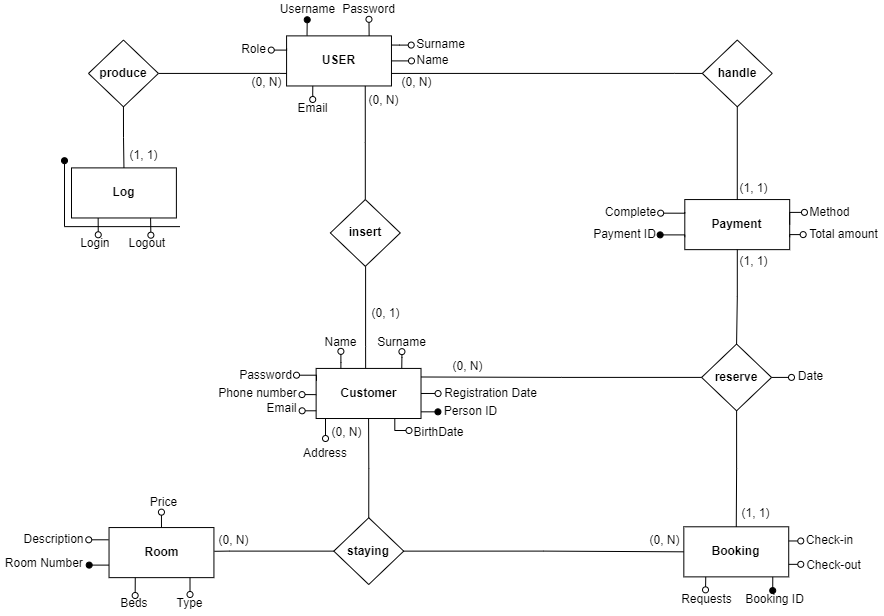 Username
Password
Role
USER
Surname
Name
produce
(0, N)
(0, N)
(0, N)
handle
Email
(1, 1)
Log
Login
Logout
(1, 1)
Complete
Method
Payment
Payment ID
Total amount
(1, 1)
insert
(0, 1)
Name
Surname
(0, N)
Password
Phone number
Customer
Registration Date
Email
Person ID
reserve
Date
(0, N)
BirthDate
Address
Price
(1, 1)
Description
(0, N)
(0, N)
Check-in
Room
staying
Booking
Room Number
Check-out
Beds
Type
Requests
Booking ID